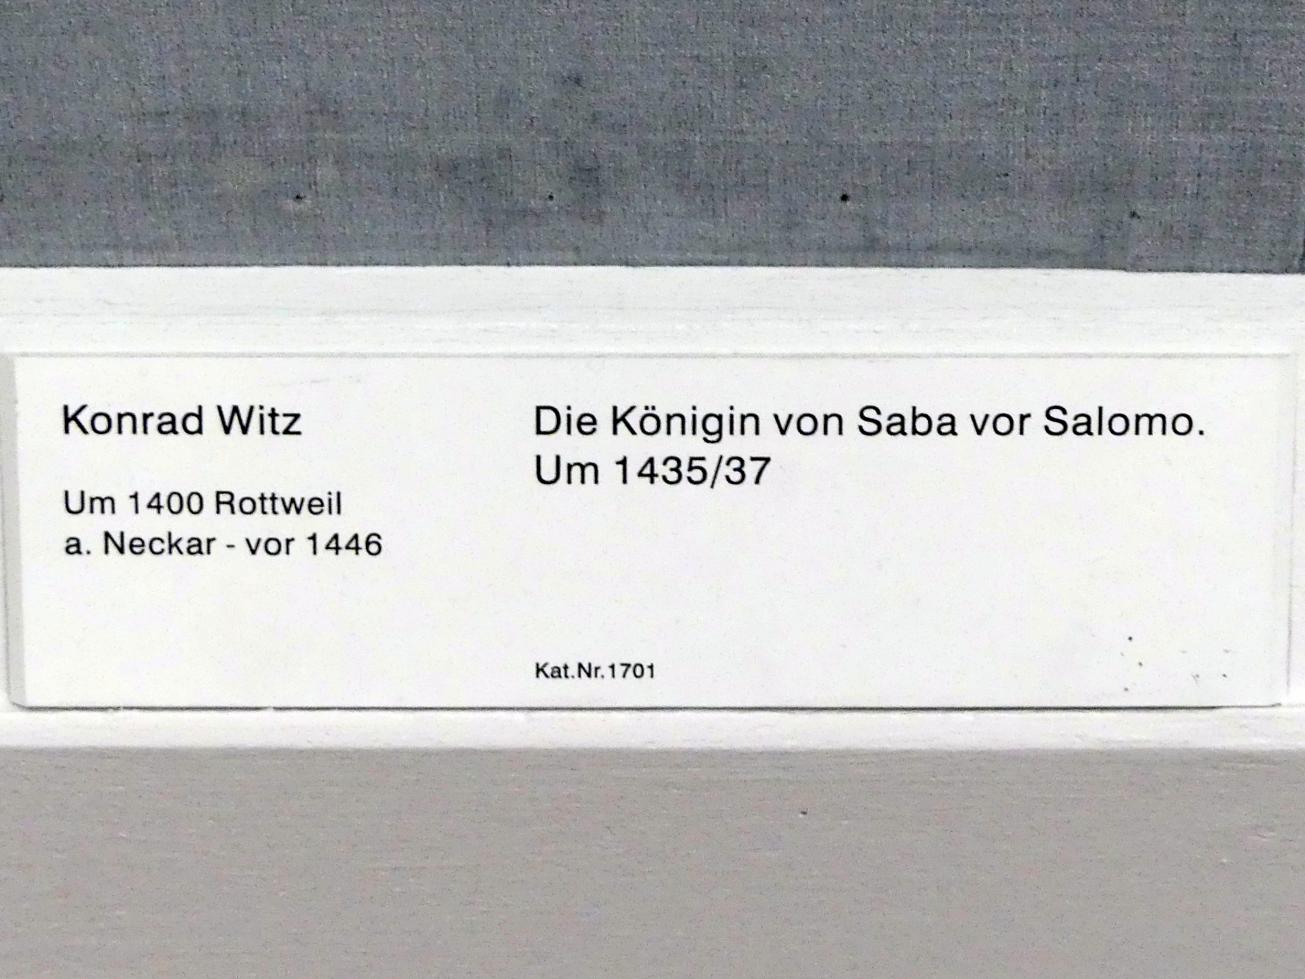 Konrad Witz
Um 1400 Rottweil
a. Neckar - vor 1446
Die Königin von Saba vor Salomo.
Um 1435/37
Kat.Nr.1701